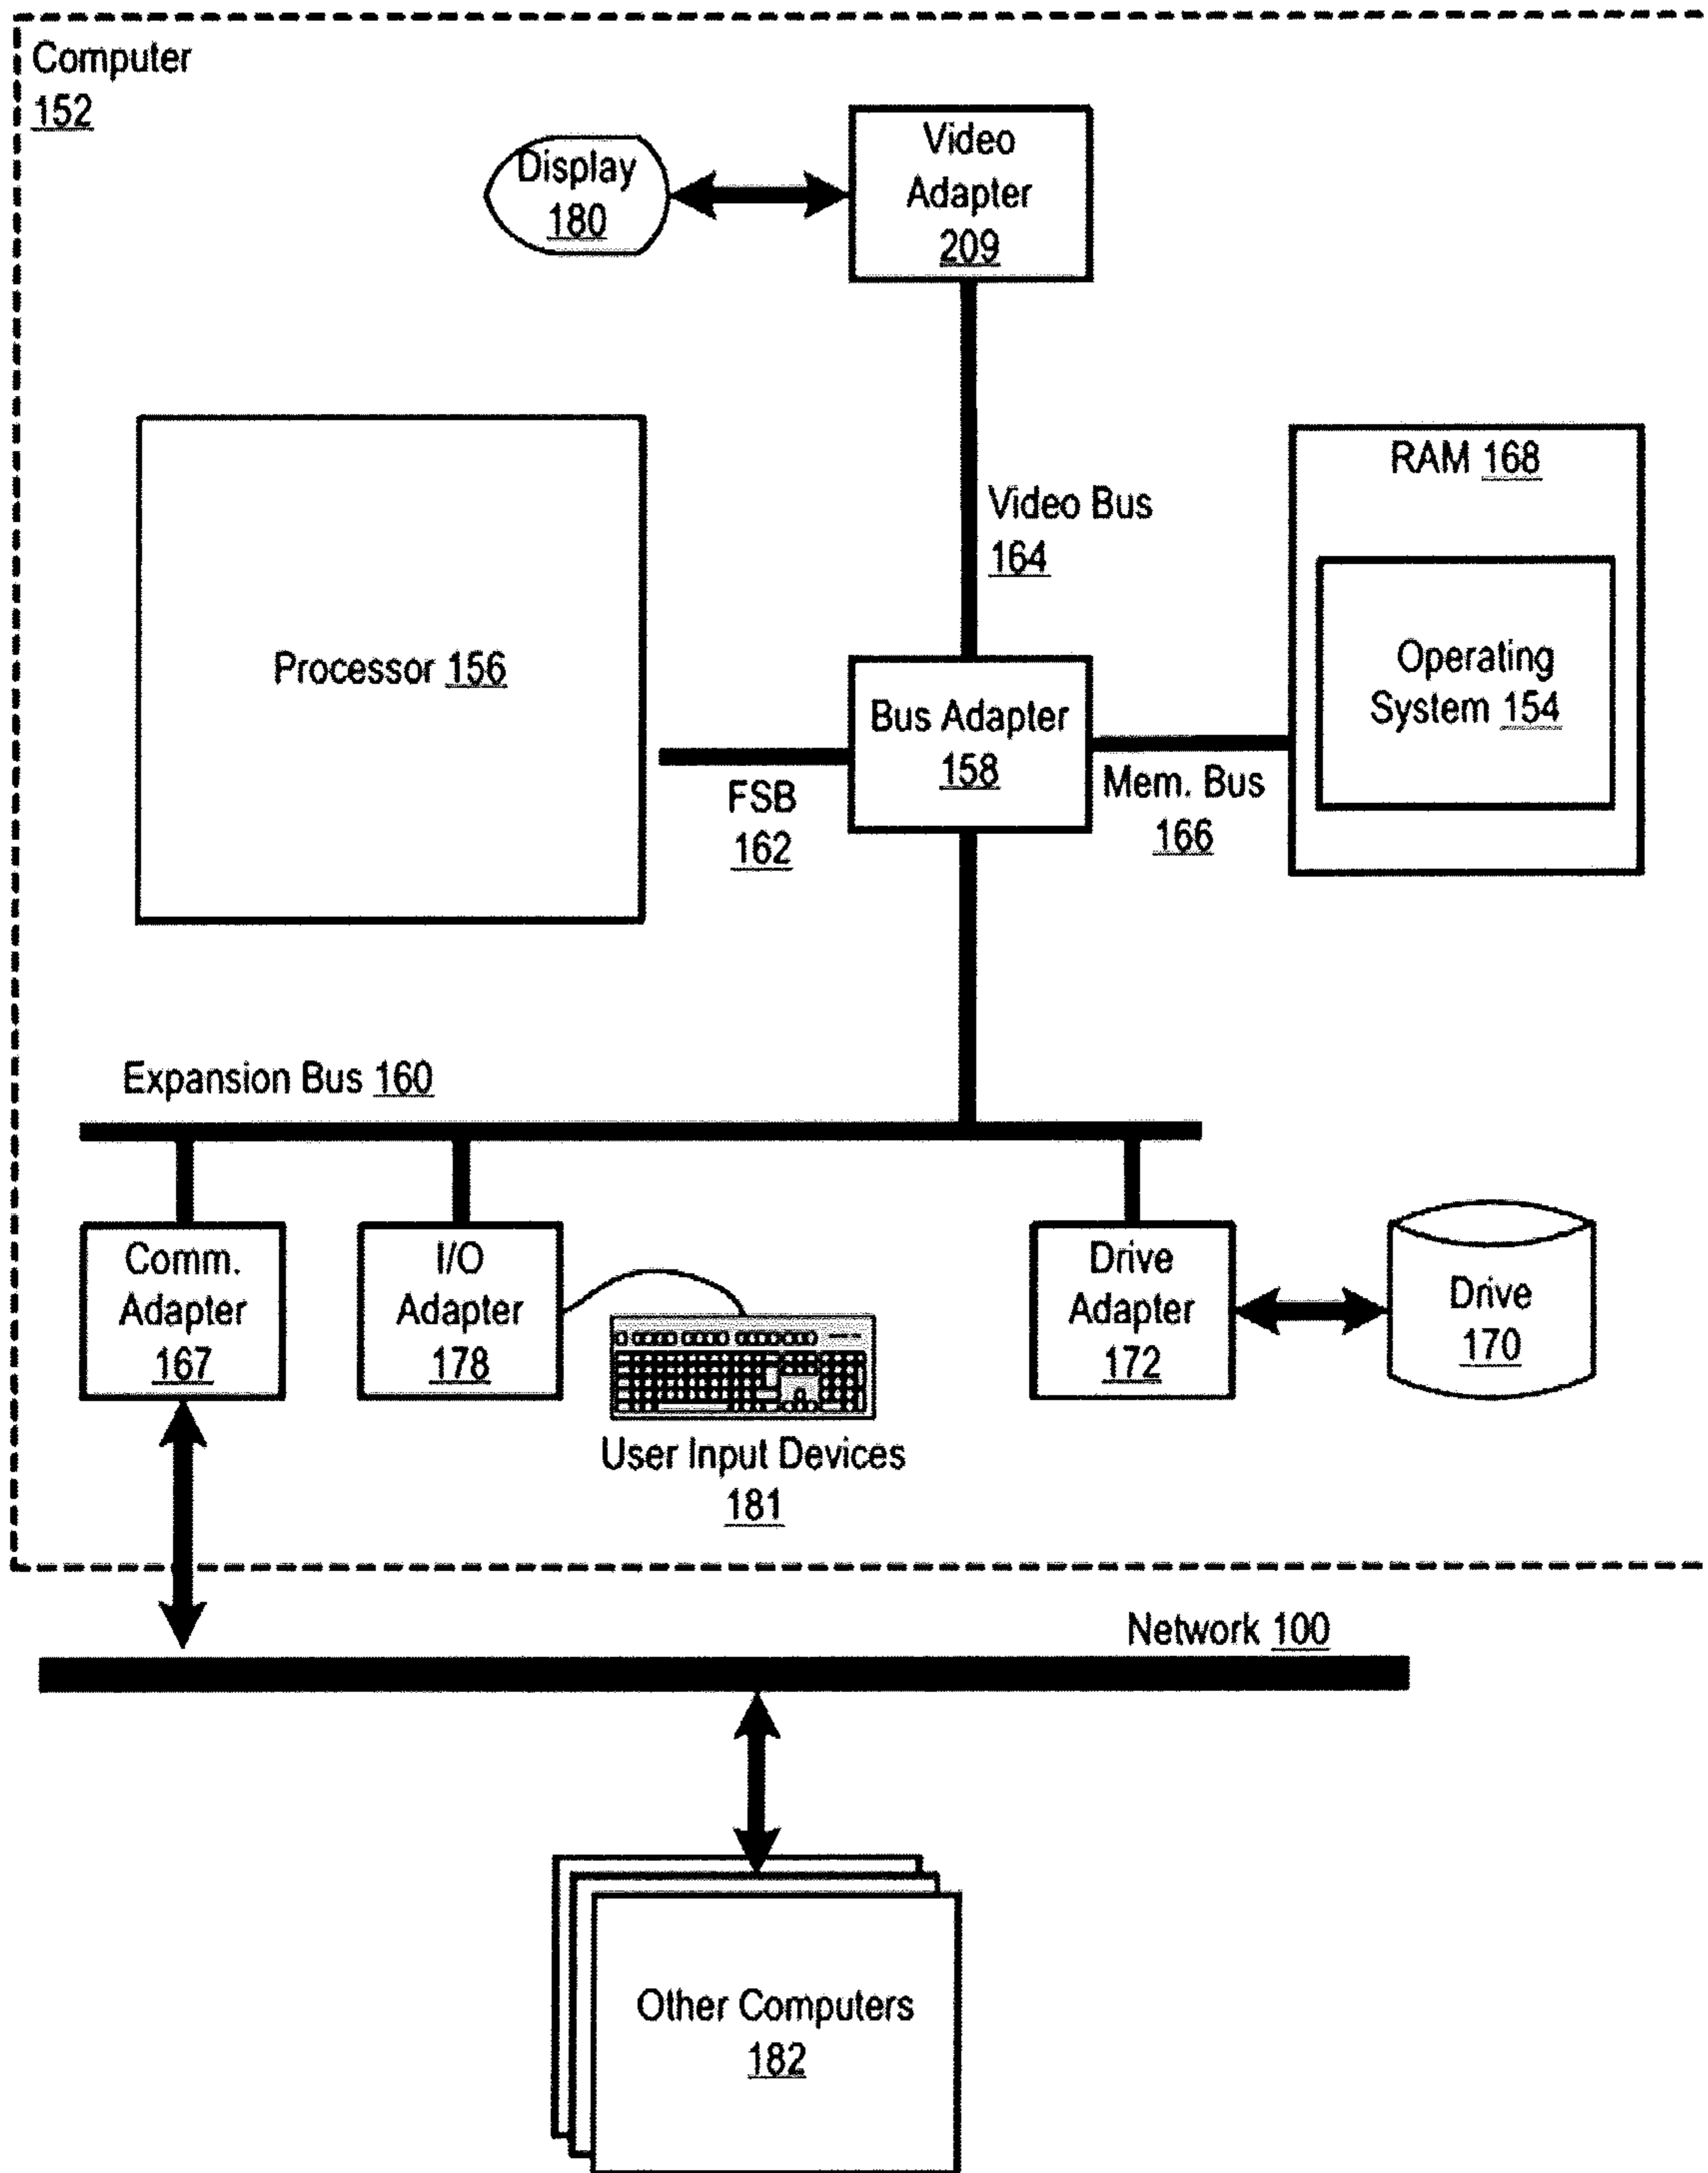 Computer
152
Display
180
Video
Adapter
209
Processor 156
Video Bus
164
RAM 168
Operating
System 154
Bus Adapter
158
FSB
162
Mem. Bus
166
Expansion Bus 160
Comm.
Adapter
167
I/O
Adapter
178
User Input Devices
181
Drive
Adapter
172
Drive
170
Network 100
Other Computers
182